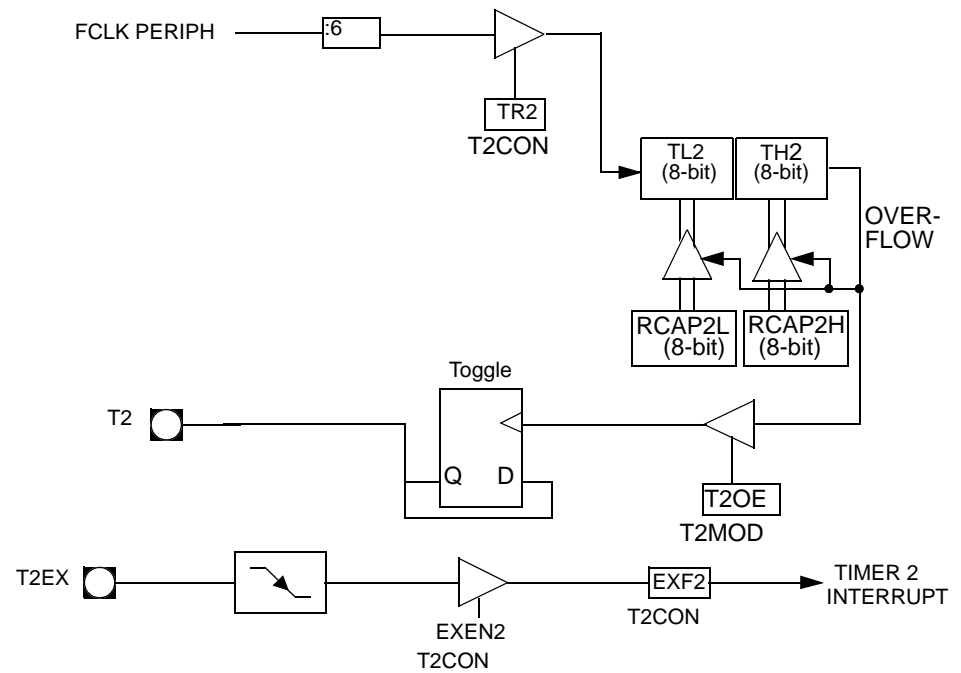 FCLK PERIPH
:6
TR2
T2CON
TL2
(8-bit)
TH2
(8-bit)
OVER-
FLOW
RCAP2L
(8-bit)
RCAP2H
(8-bit)
Toggle
T2
Q
D
T2OE
T2MOD
T2EX
EXEN2
T2CON
EXF2
T2CON
TIMER 2
INTERRUPT